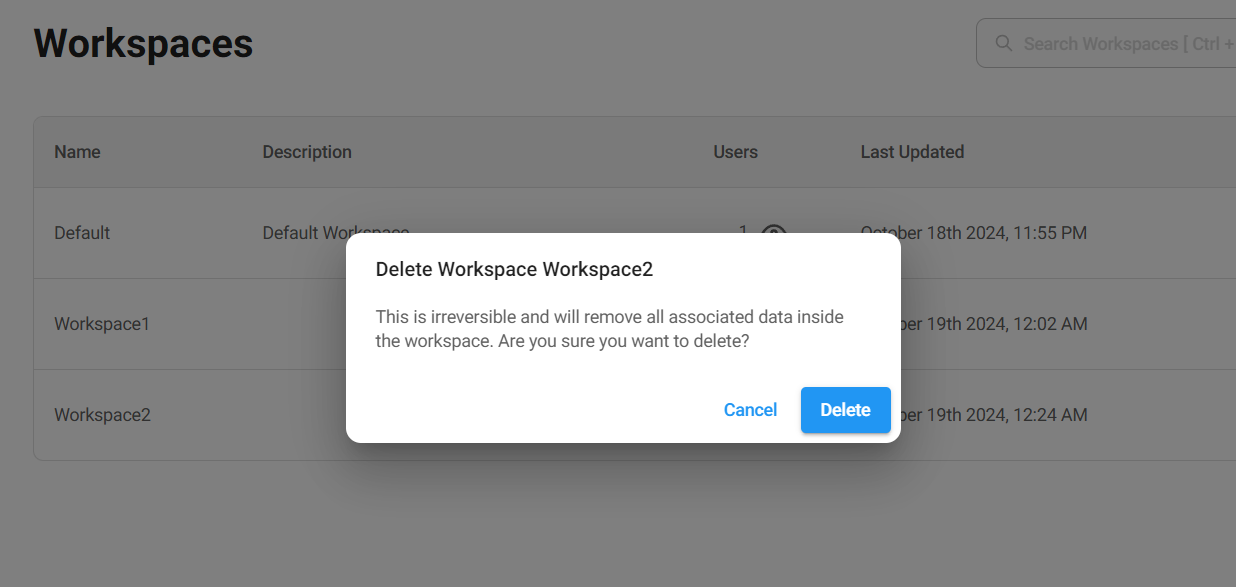 Workspaces
Search Workspaces [ Ctrl +
Name Description Users Last Updated
Default Default Workspace 1 October 18th 2024, 11:55 PM
Delete Workspace Workspace2
This is irreversible and will remove all associated data inside
Workspace1 ber 19th 2024, 12:02 AM
the workspace. Are you sure you want to delete?
Cancel Delete
Workspace2 ber 19th 2024, 12:24 AM